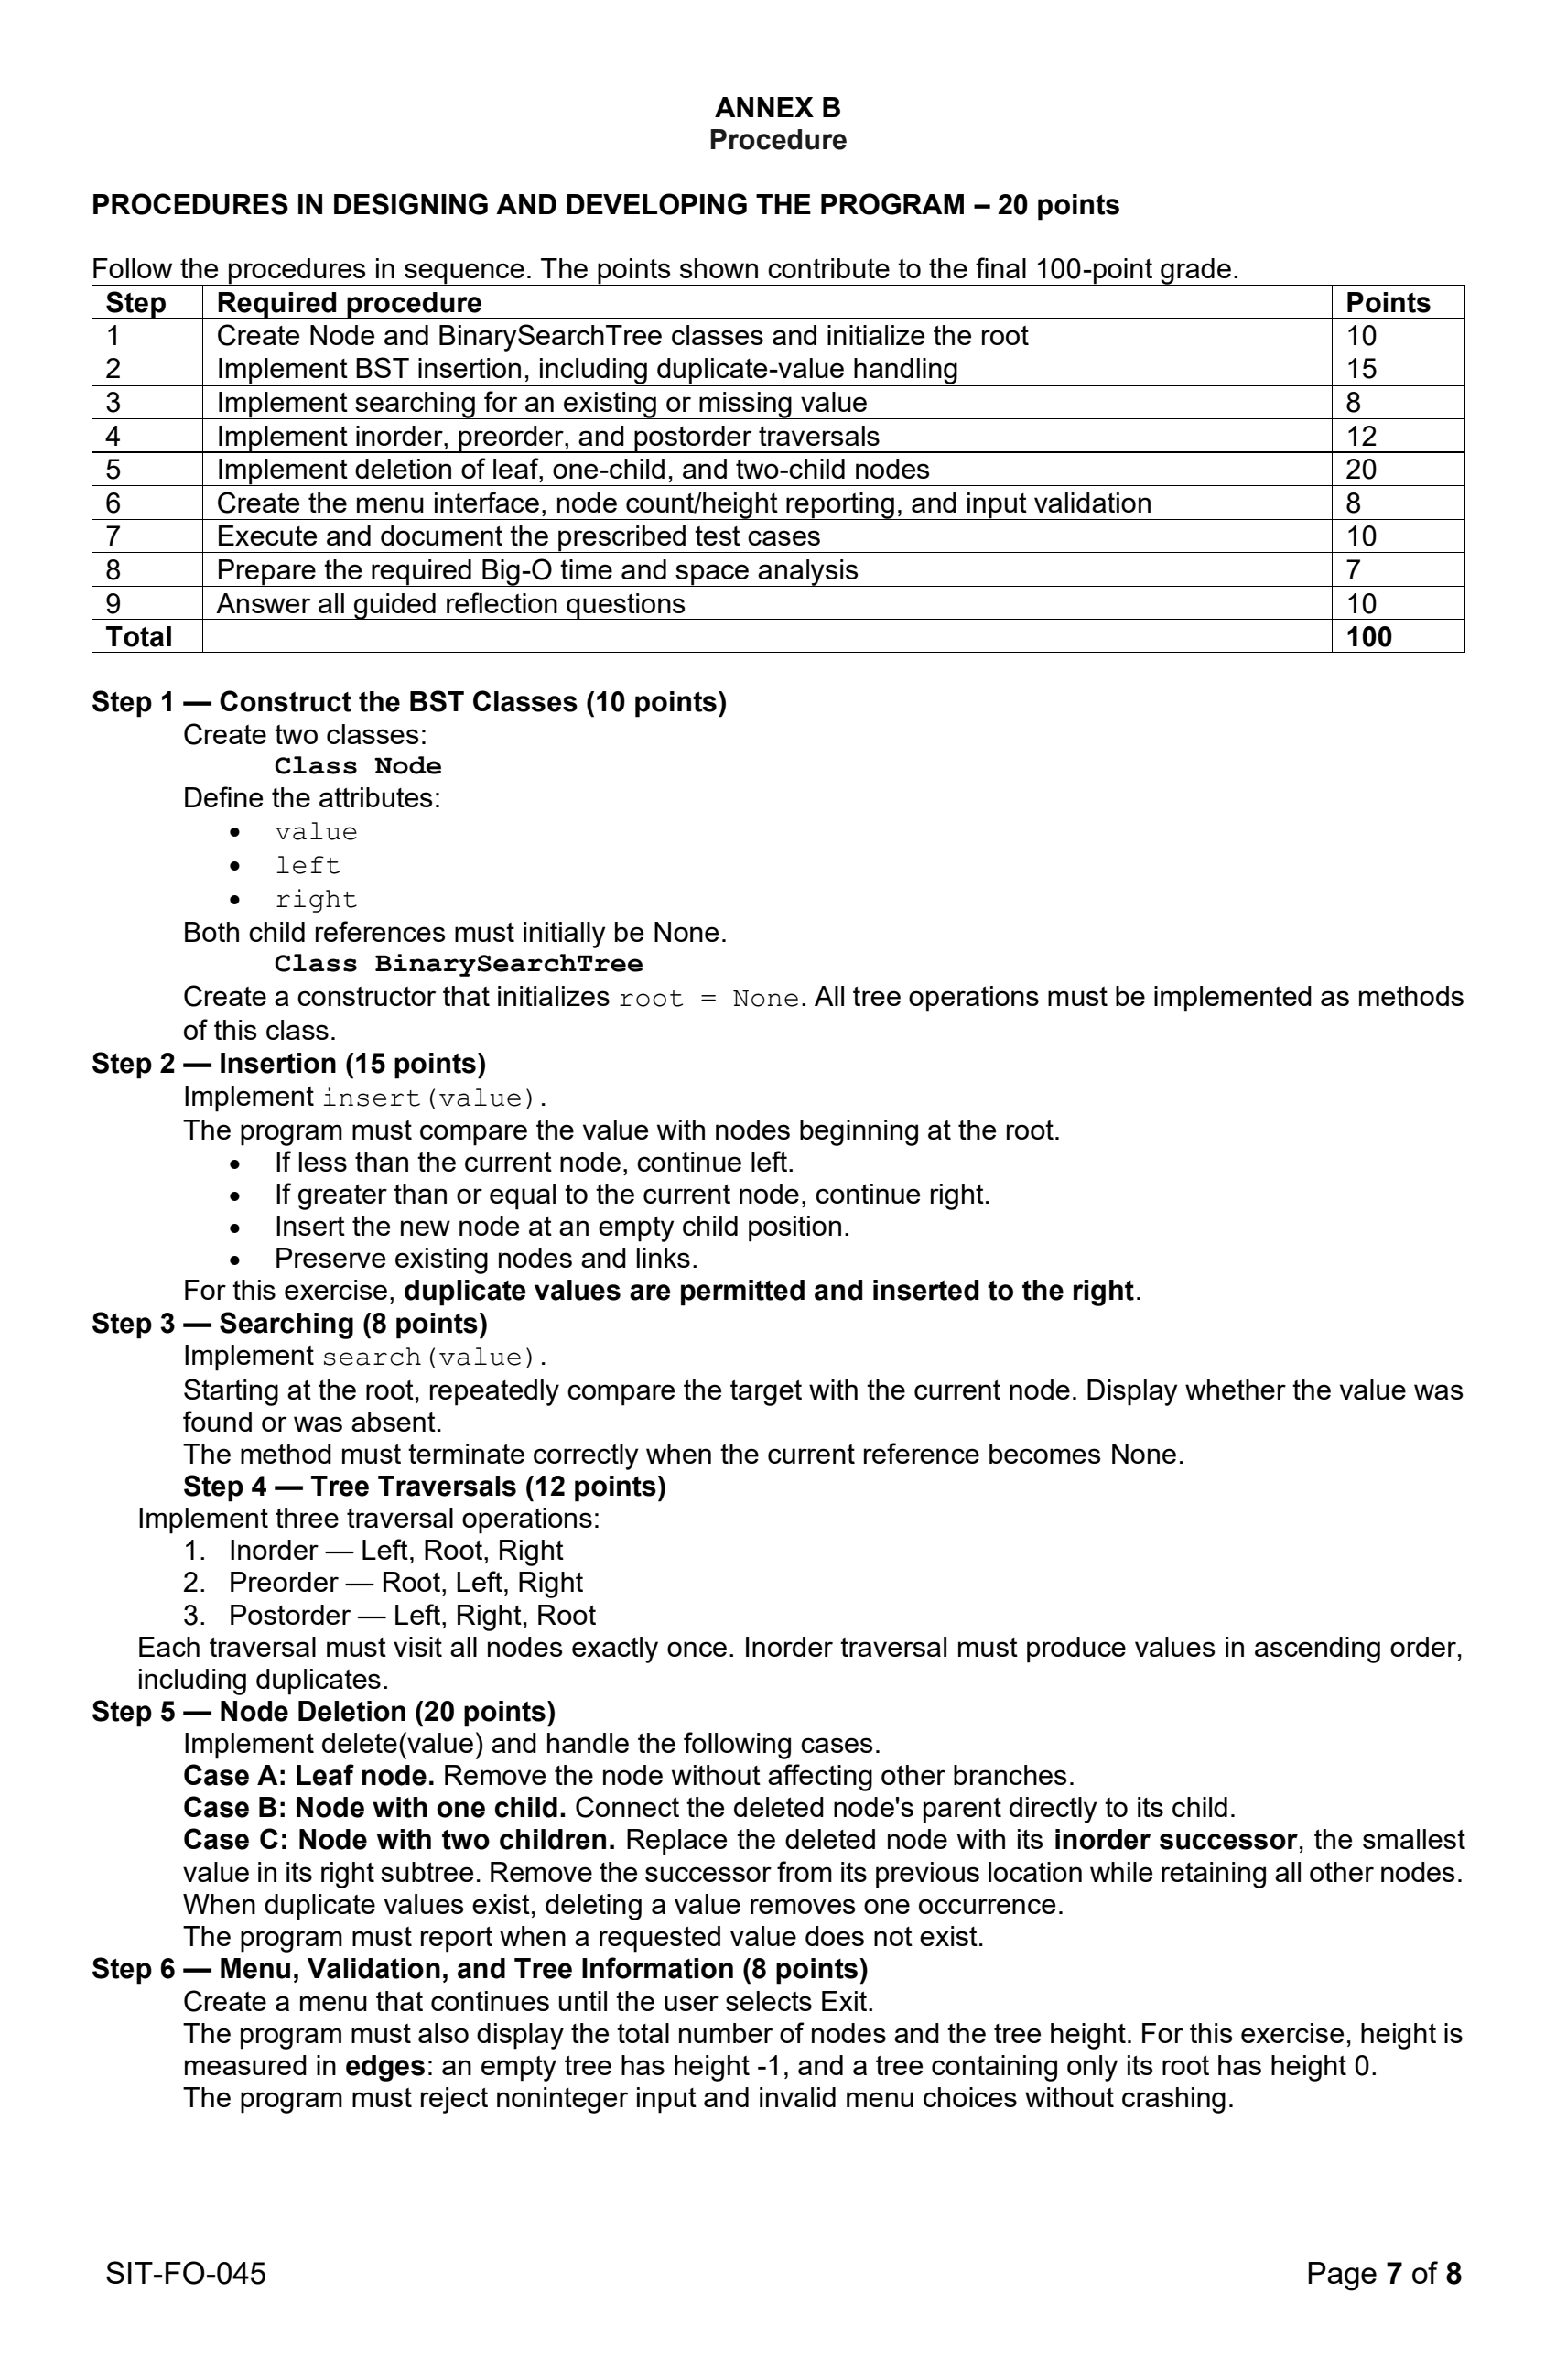 ANNEX B
Procedure
PROCEDURES IN DESIGNING AND DEVELOPING THE PROGRAM – 20 points
Follow the procedures in sequence. The points shown contribute to the final 100-point grade.
Step Required procedure Points
1 Create Node and BinarySearchTree classes and initialize the root 10
2 Implement BST insertion, including duplicate-value handling 15
3 Implement searching for an existing or missing value 8
4 Implement inorder, preorder, and postorder traversals 12
5 Implement deletion of leaf, one-child, and two-child nodes 20
6 Create the menu interface, node count/height reporting, and input validation 8
7 Execute and document the prescribed test cases 10
8 Prepare the required Big-O time and space analysis 7
9 Answer all guided reflection questions 10
Total 100
Step 1 — Construct the BST Classes (10 points)
Create two classes:
Class Node
Define the attributes:
• value
• left
• right
Both child references must initially be None.
Class BinarySearchTree
Create a constructor that initializes root = None. All tree operations must be implemented as methods
of this class.
Step 2 — Insertion (15 points)
Implement insert(value).
The program must compare the value with nodes beginning at the root.
• If less than the current node, continue left.
• If greater than or equal to the current node, continue right.
• Insert the new node at an empty child position.
• Preserve existing nodes and links.
For this exercise, duplicate values are permitted and inserted to the right.
Step 3 — Searching (8 points)
Implement search(value).
Starting at the root, repeatedly compare the target with the current node. Display whether the value was
found or was absent.
The method must terminate correctly when the current reference becomes None.
Step 4 — Tree Traversals (12 points)
Implement three traversal operations:
1. Inorder — Left, Root, Right
2. Preorder — Root, Left, Right
3. Postorder — Left, Right, Root
Each traversal must visit all nodes exactly once. Inorder traversal must produce values in ascending order,
including duplicates.
Step 5 — Node Deletion (20 points)
Implement delete(value) and handle the following cases.
Case A: Leaf node. Remove the node without affecting other branches.
Case B: Node with one child. Connect the deleted node's parent directly to its child.
Case C: Node with two children. Replace the deleted node with its inorder successor, the smallest
value in its right subtree. Remove the successor from its previous location while retaining all other nodes.
When duplicate values exist, deleting a value removes one occurrence.
The program must report when a requested value does not exist.
Step 6 — Menu, Validation, and Tree Information (8 points)
Create a menu that continues until the user selects Exit.
The program must also display the total number of nodes and the tree height. For this exercise, height is
measured in edges: an empty tree has height -1, and a tree containing only its root has height 0.
The program must reject noninteger input and invalid menu choices without crashing.
SIT-FO-045 Page 7 of 8